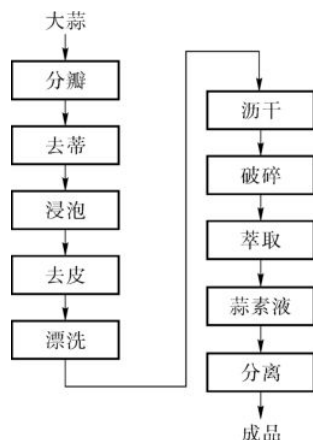 大蒜
分瓣
去蒂
浸泡
去皮
漂洗
沥干
破碎
萃取
蒜素液
分离
成品